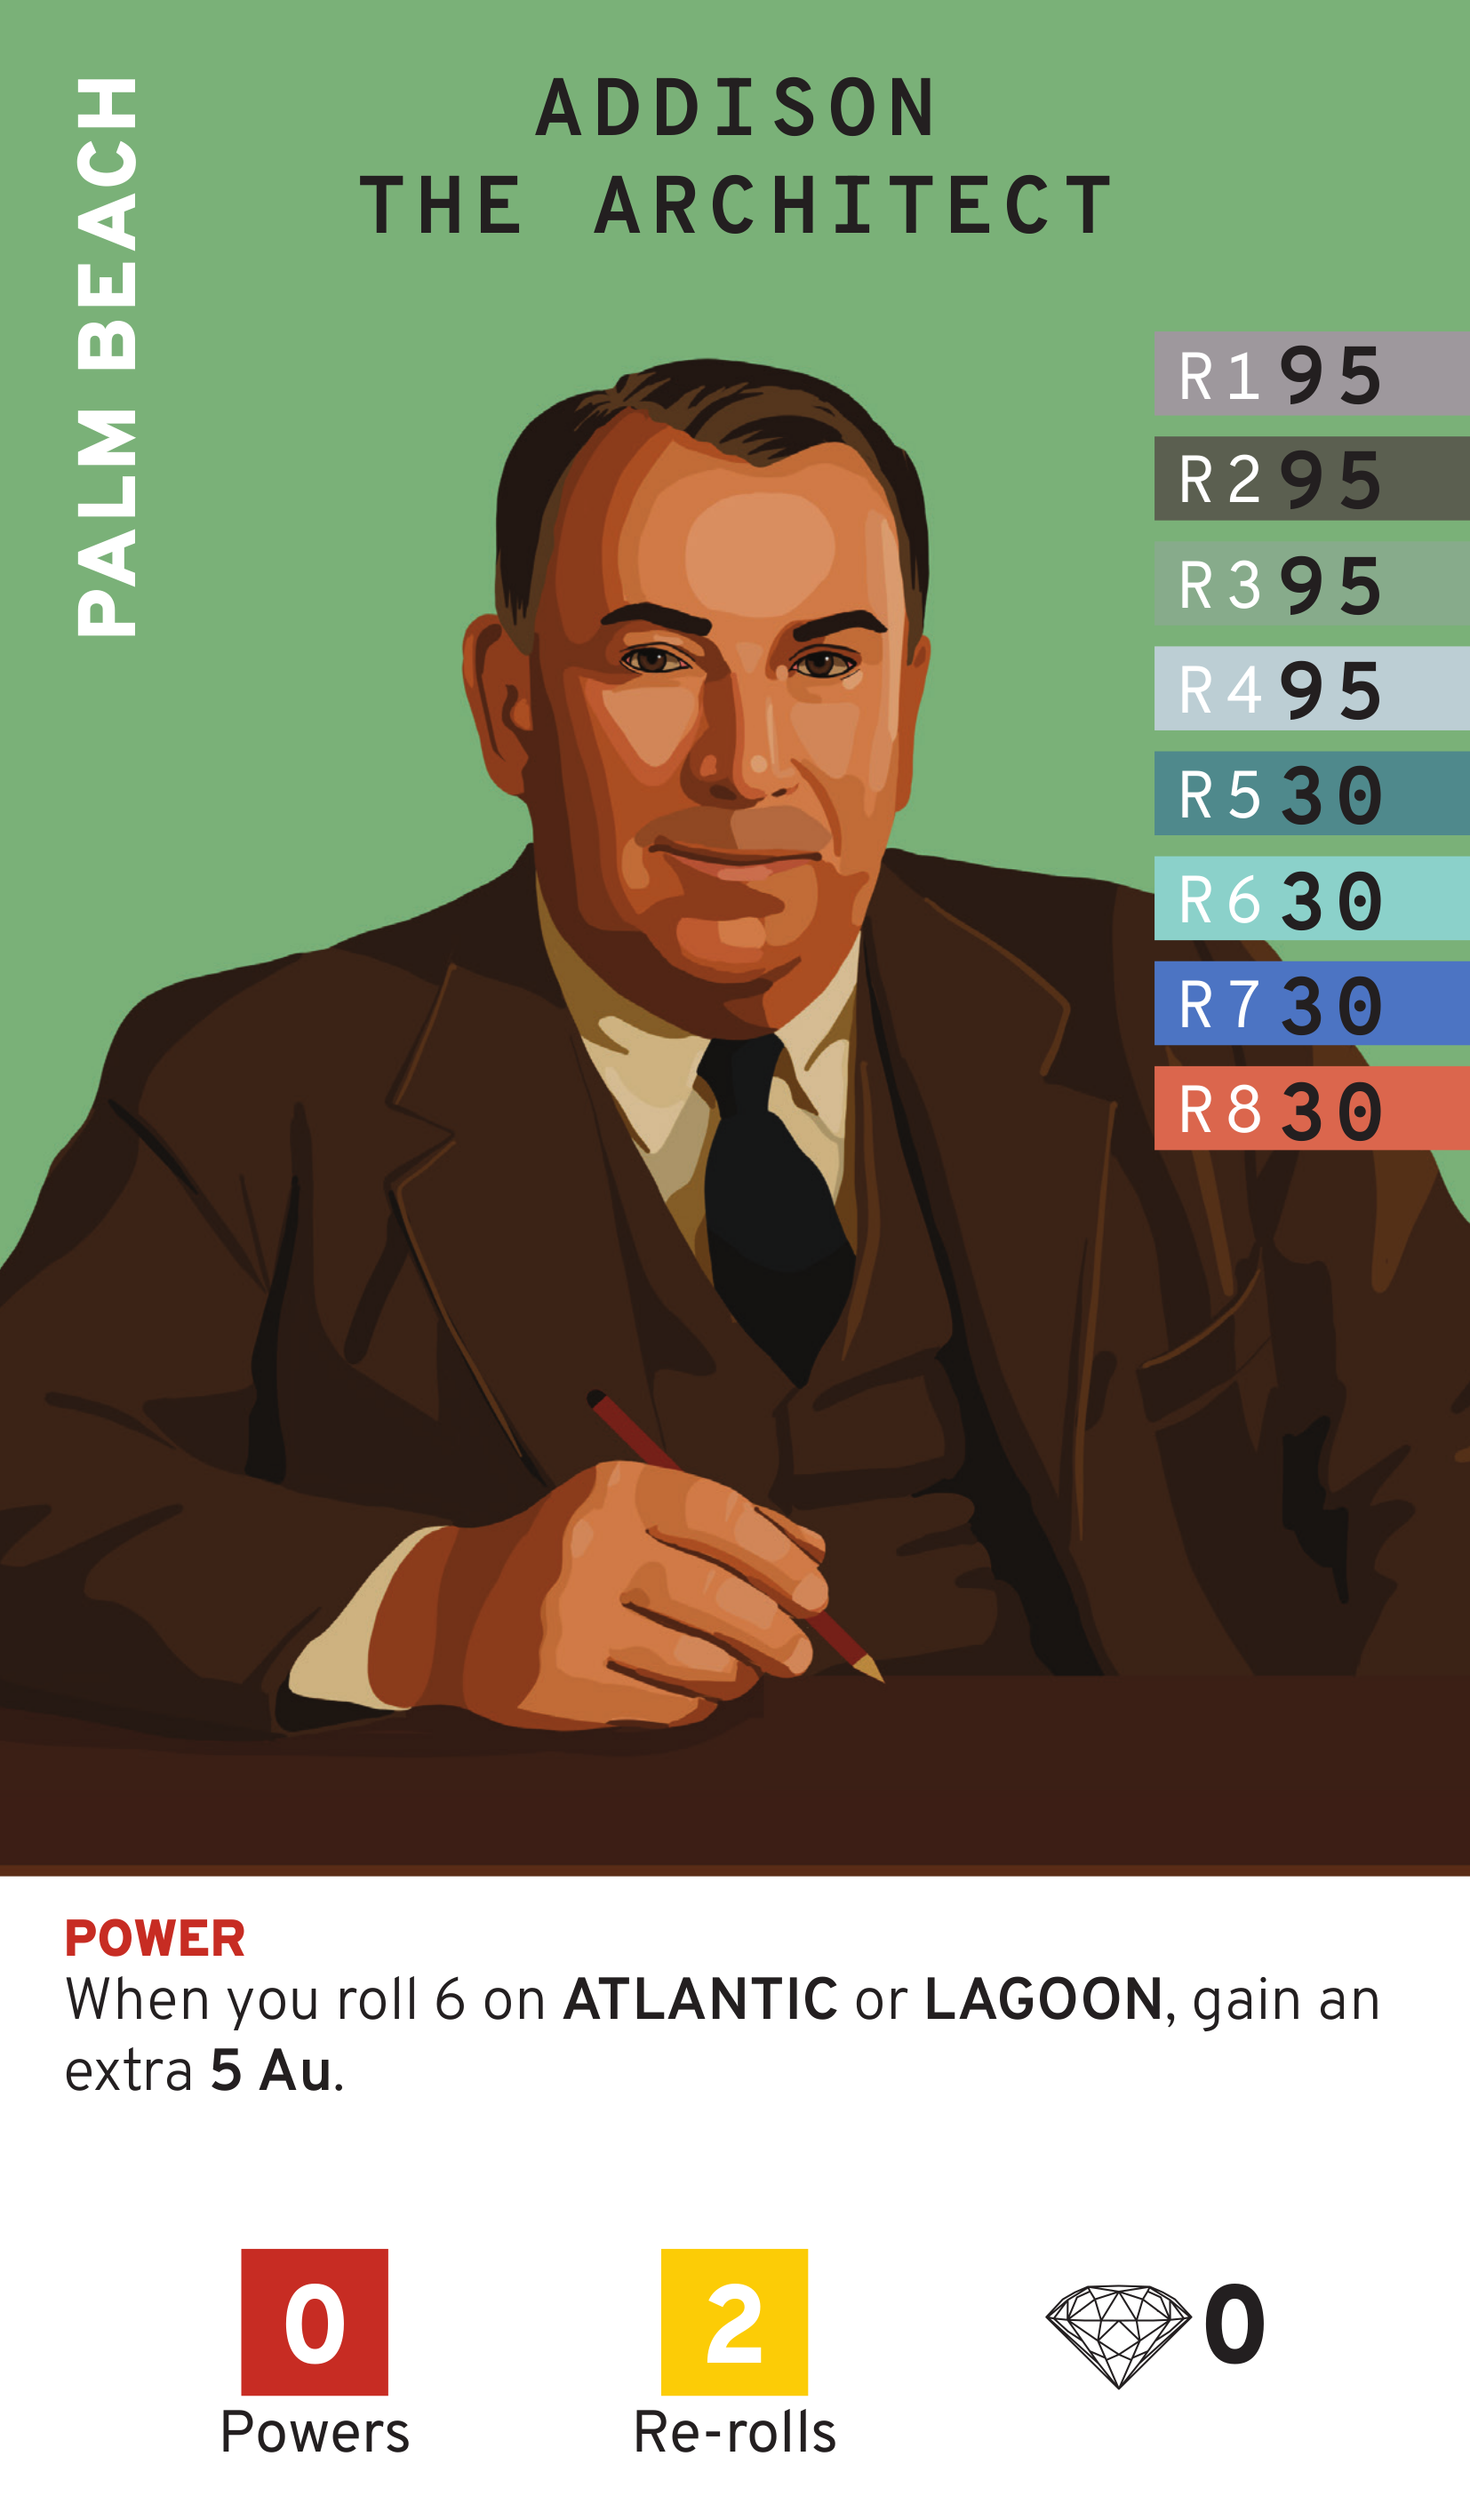 PALM BEACH
ADDISON
THE ARCHITECT
R1 95
R2 95
R3 95
R4 95
R5 30
R6 30
R7 30
R8 30
POWER
When you roll 6 on ATLANTIC or LAGOON, gain an
extra 5 Au.
0
Powers
2
Re-rolls
0